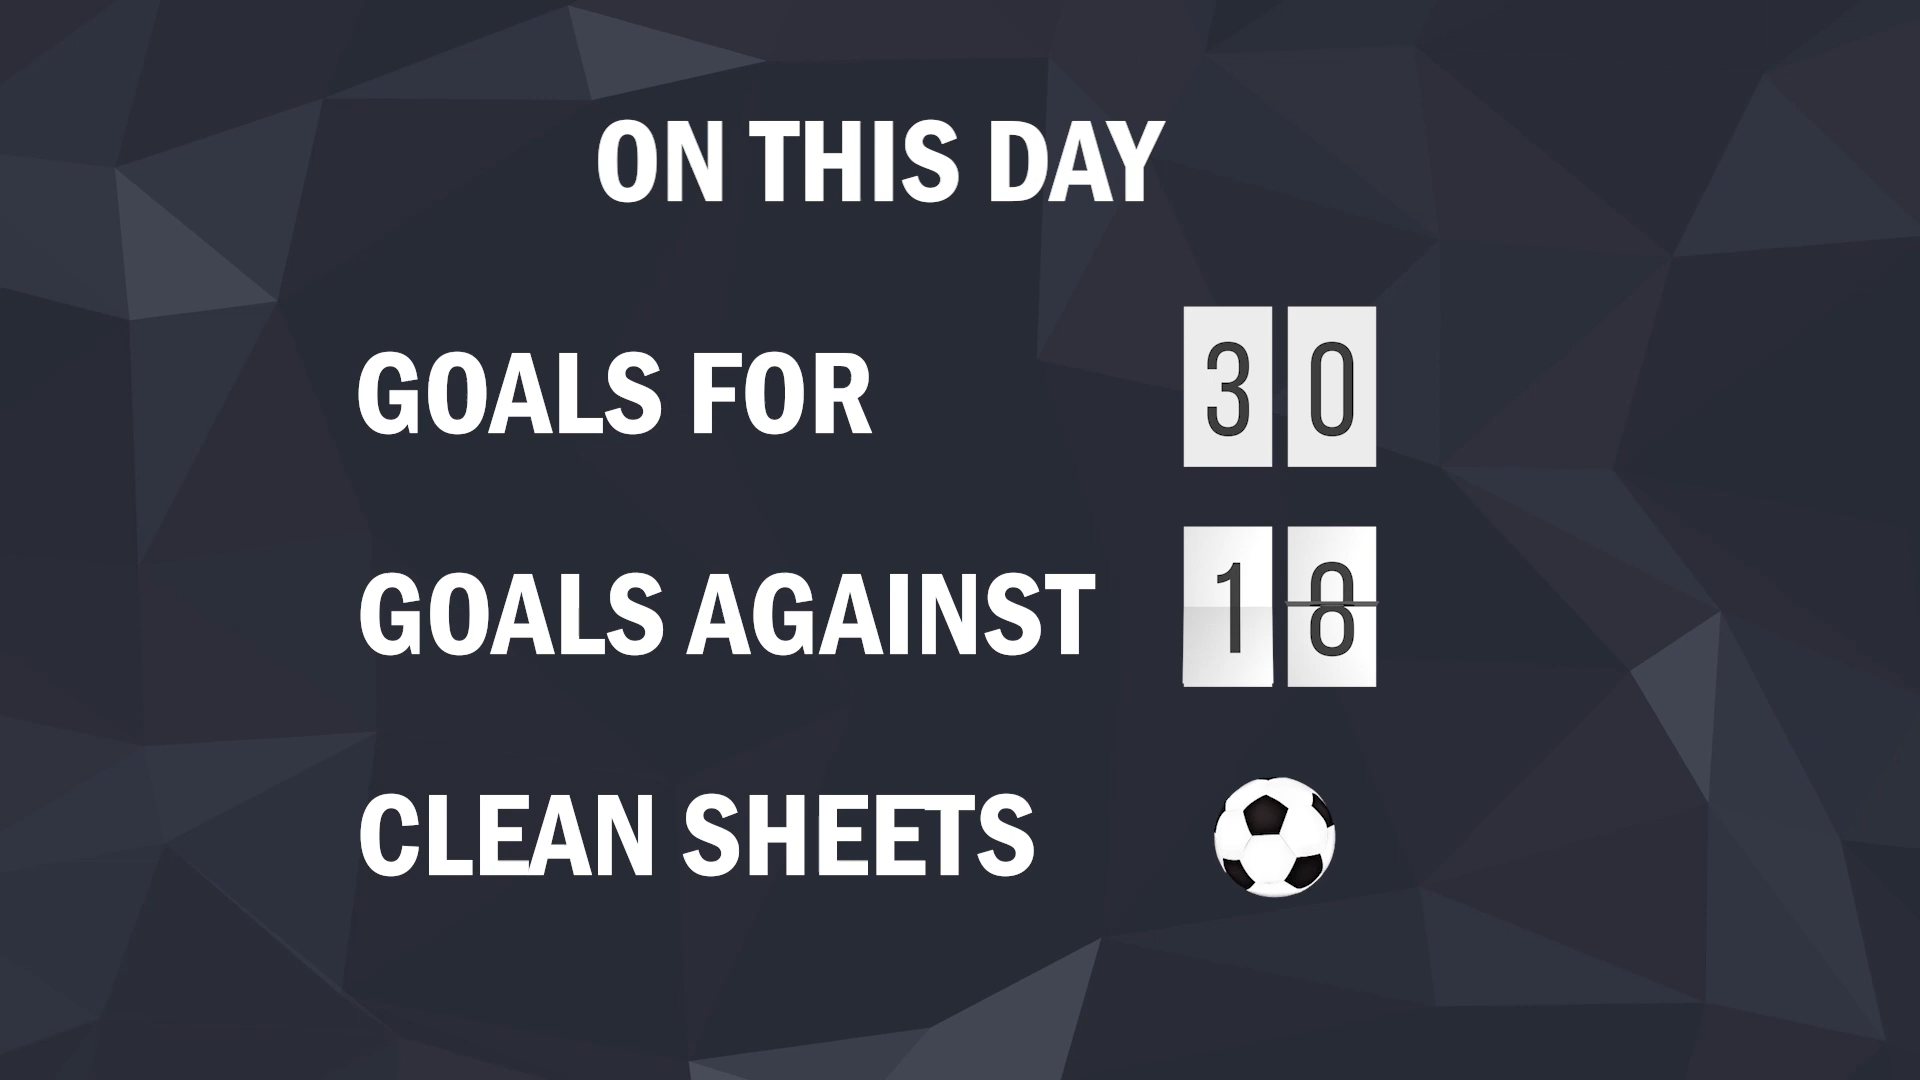 ON THIS DAY
GOALS FOR 30
GOALS AGAINST 1
CLEAN SHEETS